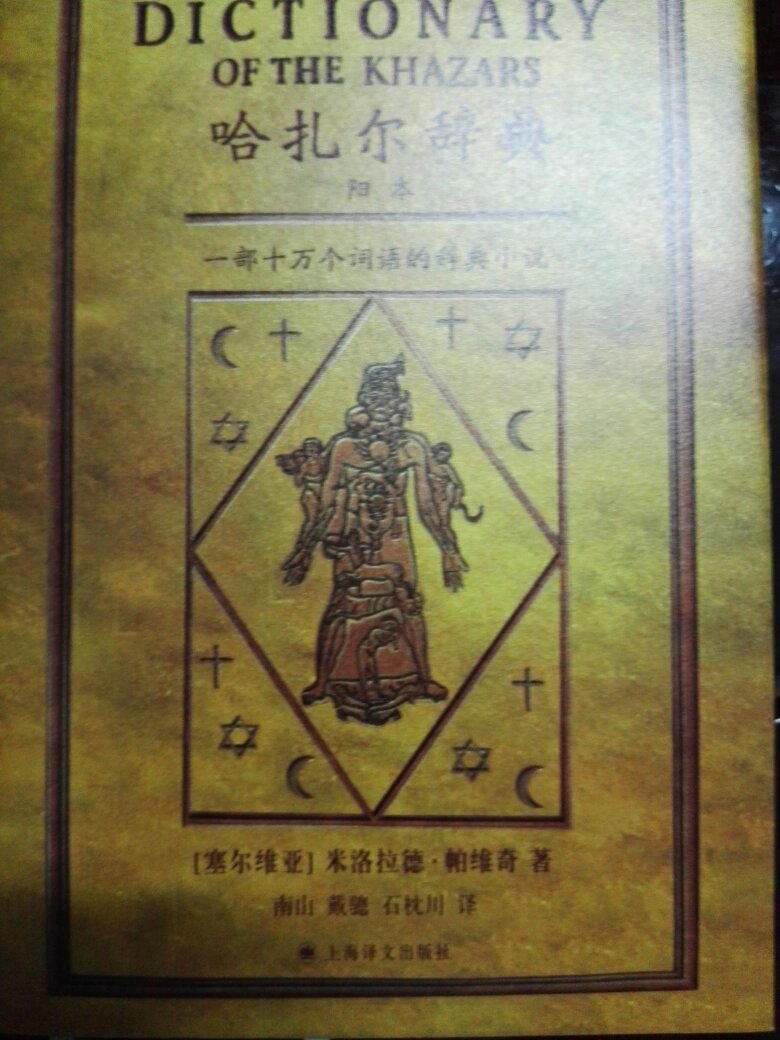 DICTIONARY
OF THE KHAZARS
哈扎尔辞典
阳本
一部十万个词语的辞典小说
[塞尔维亚] 米洛拉德·帕维奇 著
南山 戴骢 石枕川 译
上海译文出版社